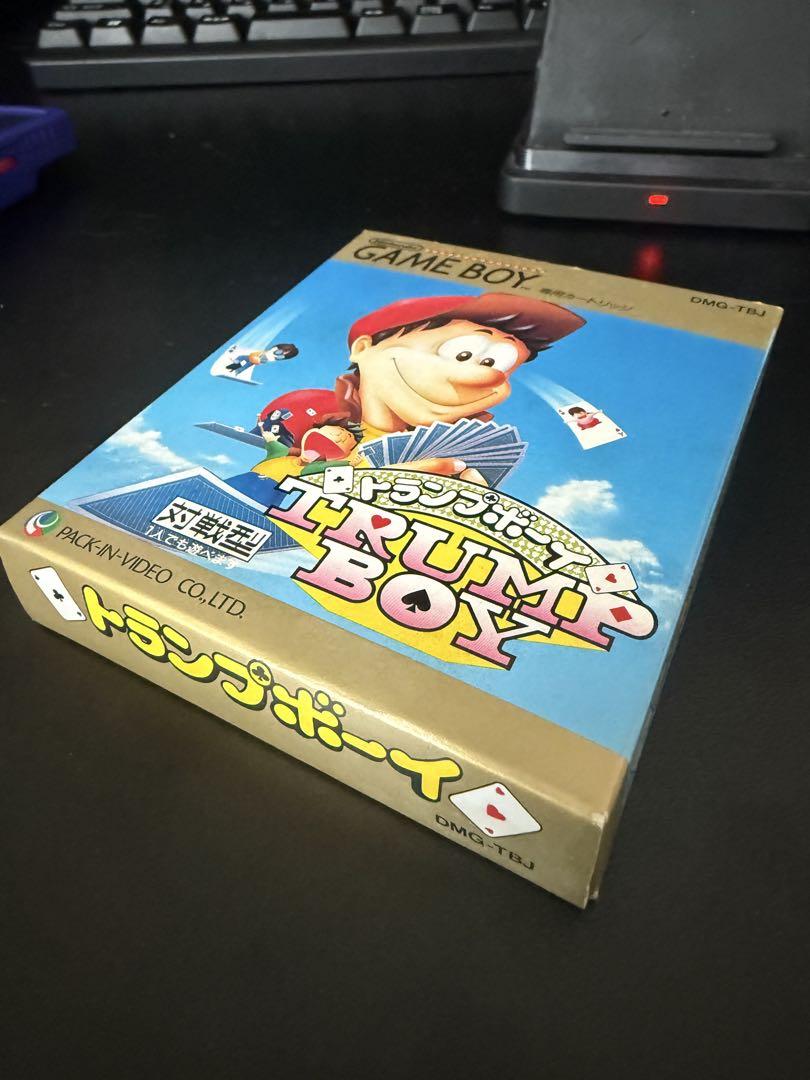 Nintendo
GAME BOY™
専用カートリッジ
DMG-TBJ
トランプボーイ
TRUMP
BOY
対戦型
1人でも遊べます
PACK-IN-VIDEO CO.,LTD.
トランプボーイ
DMG-TBJ